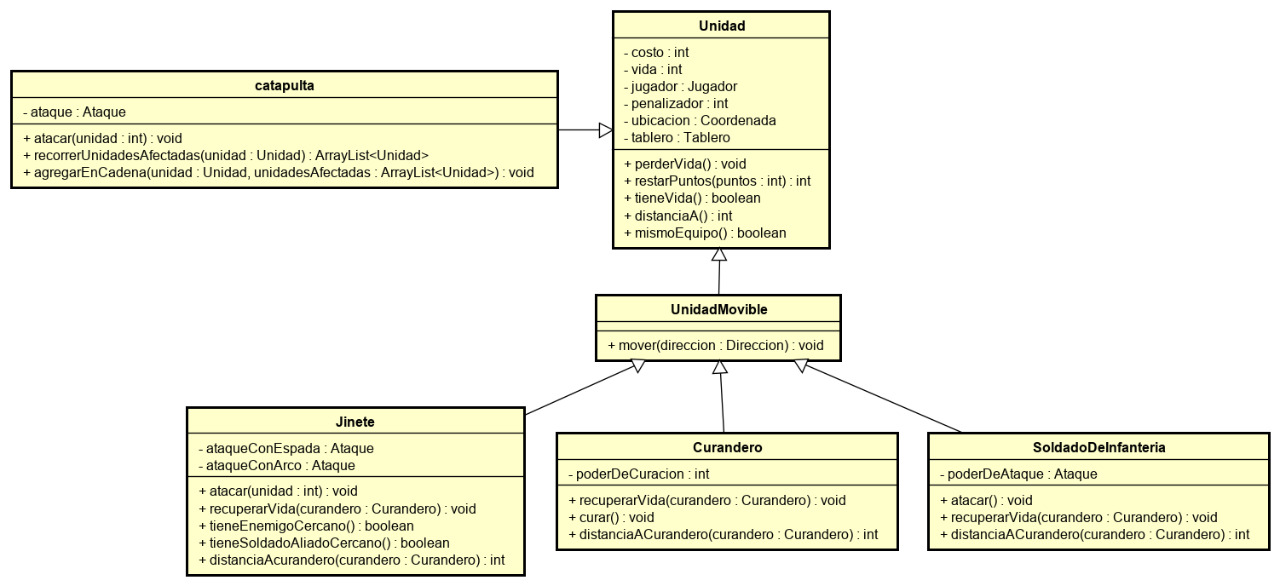 Unidad
- costo : int
- vida : int
- jugador : Jugador
- penalizador : int
- ubicacion : Coordenada
- tablero : Tablero
+ perderVida() : void
+ restarPuntos(puntos : int) : int
+ tieneVida() : boolean
+ distanciaA() : int
+ mismoEquipo() : boolean
catapulta
- ataque : Ataque
+ atacar(unidad : int) : void
+ recorrerUnidadesAfectadas(unidad : Unidad) : ArrayList<Unidad>
+ agregarEnCadena(unidad : Unidad, unidadesAfectadas : ArrayList<Unidad>) : void
UnidadMovible
+ mover(direccion : Direccion) : void
Jinete
- ataqueConEspada : Ataque
- ataqueConArco : Ataque
+ atacar(unidad : int) : void
+ recuperarVida(curandero : Curandero) : void
+ tieneEnemigoCercano() : boolean
+ tieneSoldadoAliadoCercano() : boolean
+ distanciaAcurandero(curandero : Curandero) : int
Curandero
- poderDeCuracion : int
+ recuperarVida(curandero : Curandero) : void
+ curar() : void
+ distanciaACurandero(curandero : Curandero) : int
SoldadoDeInfanteria
- poderDeAtaque : Ataque
+ atacar() : void
+ recuperarVida(curandero : Curandero) : void
+ distanciaACurandero(curandero : Curandero) : int